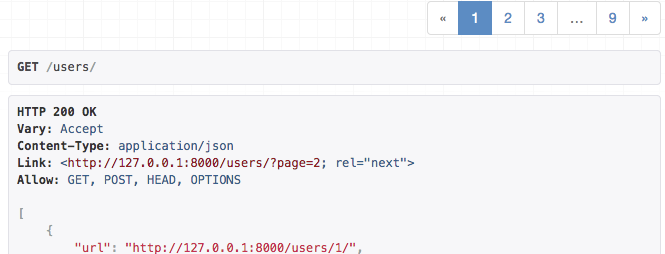 « 1 2 3 ... 9 »
GET /users/
HTTP 200 OK
Vary: Accept
Content-Type: application/json
Link: <http://127.0.0.1:8000/users/?page=2; rel="next">
Allow: GET, POST, HEAD, OPTIONS
[
{
"url": "http://127.0.0.1:8000/users/1/",